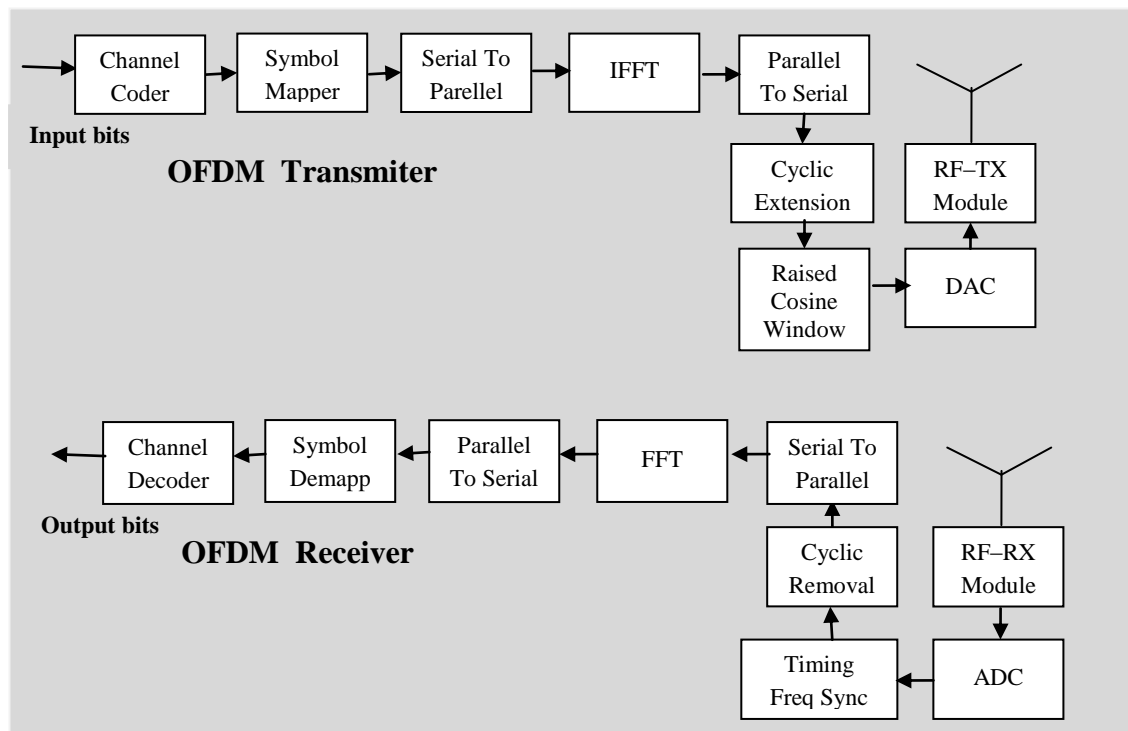 Channel
Coder
Symbol
Mapper
Serial To
Parellel
IFFT
Parallel
To Serial
Input bits
OFDM Transmiter
Cyclic
Extension
RF–TX
Module
Raised
Cosine
Window
DAC
Channel
Decoder
Symbol
Demapp
Parallel
To Serial
FFT
Serial To
Parallel
Output bits
OFDM Receiver
Cyclic
Removal
RF–RX
Module
Timing
Freq Sync
ADC